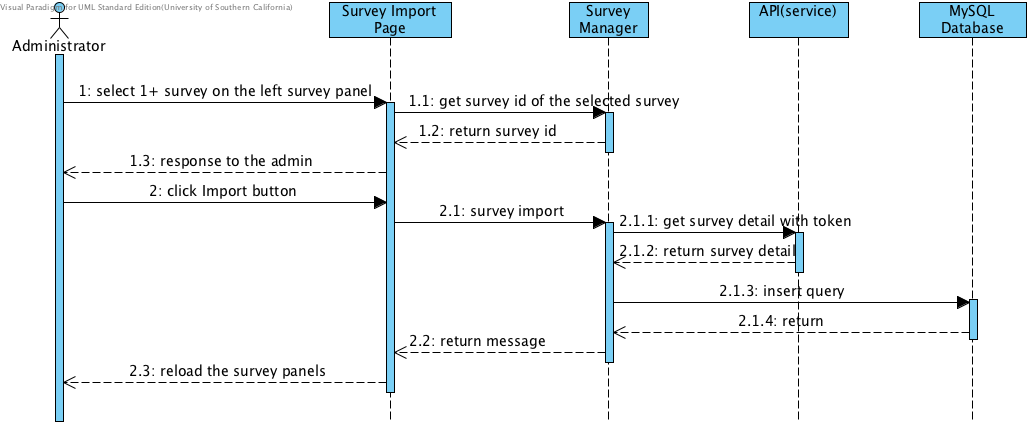 Visual Paradigm for UML Standard Edition(University of Southern California)
Administrator
Survey Import
Page
Survey
Manager
API(service)
MySQL
Database
1: select 1+ survey on the left survey panel
1.1: get survey id of the selected survey
1.2: return survey id
1.3: response to the admin
2: click Import button
2.1: survey import
2.1.1: get survey detail with token
2.1.2: return survey detail
2.1.3: insert query
2.1.4: return
2.2: return message
2.3: reload the survey panels